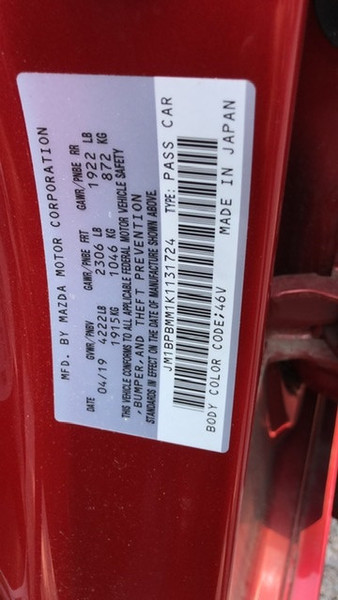 MFD. BY MAZDA MOTOR CORPORATION
DATE GVWR/PNBV GAWR/PNBE FRT GAWR/PNBE RR
04/19 4222LB 2306 LB 1922 LB
1915KG 1046 KG 872 KG
THIS VEHICLE CONFORMS TO ALL APPLICABLE FEDERAL MOTOR VEHICLE SAFETY
,BUMPER,AND THEFT PREVENTION
STANDARDS IN EFFECT ON THE DATE OF MANUFACTURE SHOWN ABOVE.
JM1BPBMM1K1131724 TYPE: PASS CAR
BODY COLOR CODE;46V MADE IN JAPAN